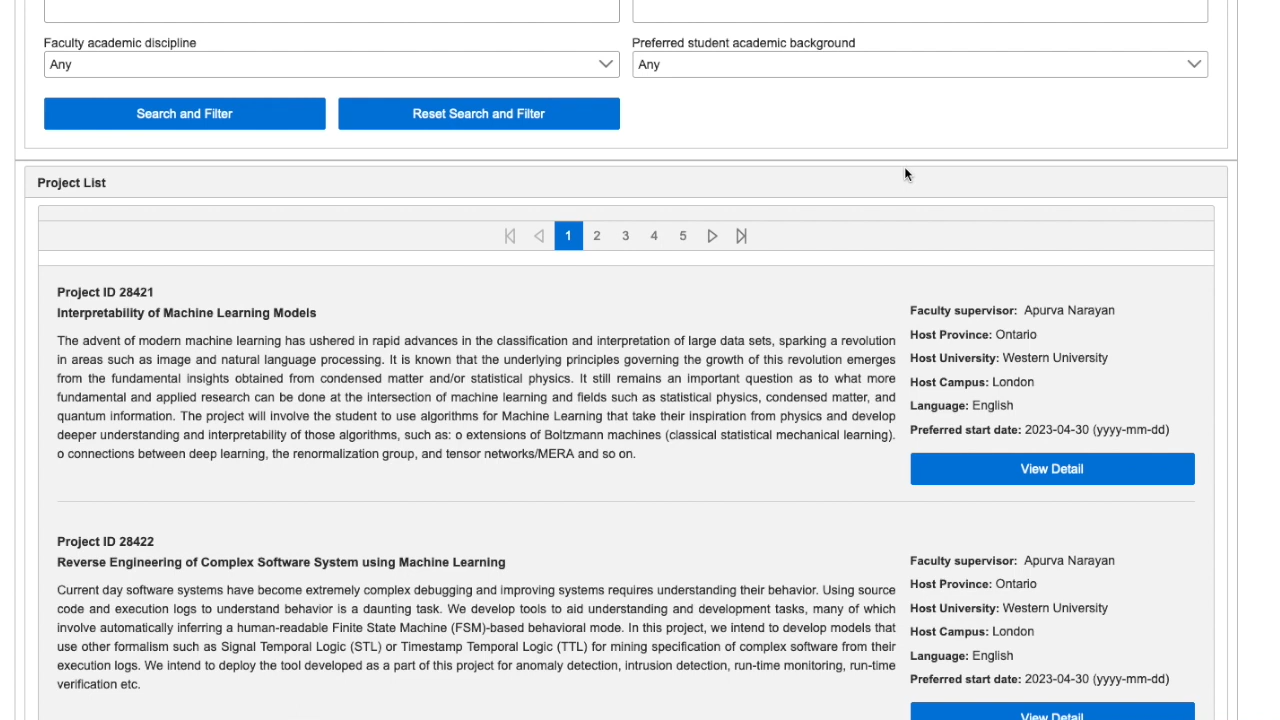 Faculty academic discipline
Preferred student academic background
Any
Any
Search and Filter
Reset Search and Filter
Project List
1 2 3 4 5
Project ID 28421
Interpretability of Machine Learning Models
The advent of modern machine learning has ushered in rapid advances in the classification and interpretation of large data sets, sparking a revolution
in areas such as image and natural language processing. It is known that the underlying principles governing the growth of this revolution emerges
from the fundamental insights obtained from condensed matter and/or statistical physics. It still remains an important question as to what more
fundamental and applied research can be done at the intersection of machine learning and fields such as statistical physics, condensed matter, and
quantum information. The project will involve the student to use algorithms for Machine Learning that take their inspiration from physics and develop
deeper understanding and interpretability of those algorithms, such as: o extensions of Boltzmann machines (classical statistical mechanical learning).
o connections between deep learning, the renormalization group, and tensor networks/MERA and so on.
Faculty supervisor: Apurva Narayan
Host Province: Ontario
Host University: Western University
Host Campus: London
Language: English
Preferred start date: 2023-04-30 (yyyy-mm-dd)
View Detail
Project ID 28422
Reverse Engineering of Complex Software System using Machine Learning
Current day software systems have become extremely complex debugging and improving systems requires understanding their behavior. Using source
code and execution logs to understand behavior is a daunting task. We develop tools to aid understanding and development tasks, many of which
involve automatically inferring a human-readable Finite State Machine (FSM)-based behavioral mode. In this project, we intend to develop models that
use other formalism such as Signal Temporal Logic (STL) or Timestamp Temporal Logic (TTL) for mining specification of complex software from their
execution logs. We intend to deploy the tool developed as a part of this project for anomaly detection, intrusion detection, run-time monitoring, run-time
verification etc.
Faculty supervisor: Apurva Narayan
Host Province: Ontario
Host University: Western University
Host Campus: London
Language: English
Preferred start date: 2023-04-30 (yyyy-mm-dd)
View Detail